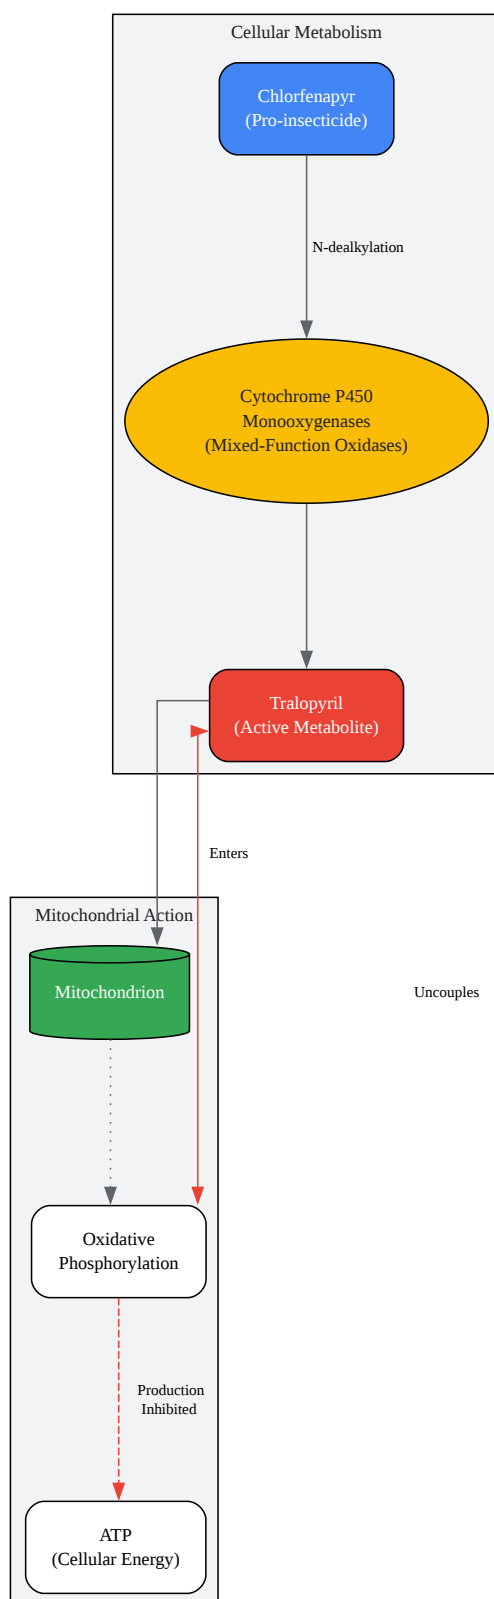 Cellular Metabolism
Chlorfenapyr
(Pro-insecticide)
N-dealkylation
Cytochrome P450
Monooxygenases
(Mixed-Function Oxidases)
Tralopyril
(Active Metabolite)
Enters
Mitochondrial Action
Mitochondrion
Uncouples
Oxidative
Phosphorylation
Production
Inhibited
ATP
(Cellular Energy)